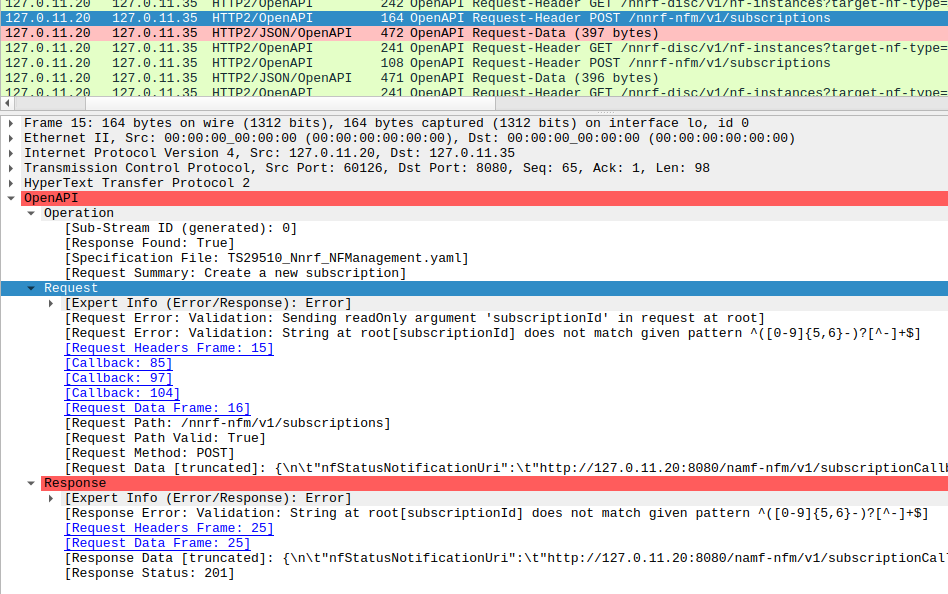 127.0.11.20 127.0.11.35 HTTP2/OpenAPI 242 OpenAPI Request-Header GET /nnrf-disc/v1/nf-instances?target-nf-type=
127.0.11.20 127.0.11.35 HTTP2/OpenAPI 164 OpenAPI Request-Header POST /nnrf-nfm/v1/subscriptions
127.0.11.20 127.0.11.35 HTTP2/JSON/OpenAPI 472 OpenAPI Request-Data (397 bytes)
127.0.11.20 127.0.11.35 HTTP2/OpenAPI 241 OpenAPI Request-Header GET /nnrf-disc/v1/nf-instances?target-nf-type=
127.0.11.20 127.0.11.35 HTTP2/OpenAPI 108 OpenAPI Request-Header POST /nnrf-nfm/v1/subscriptions
127.0.11.20 127.0.11.35 HTTP2/JSON/OpenAPI 471 OpenAPI Request-Data (396 bytes)
127.0.11.20 127.0.11.35 HTTP2/OpenAPI 241 OpenAPI Request-Header GET /nnrf-disc/v1/nf-instances?target-nf-type=
Frame 15: 164 bytes on wire (1312 bits), 164 bytes captured (1312 bits) on interface lo, id 0
Ethernet II, Src: 00:00:00_00:00:00 (00:00:00:00:00:00), Dst: 00:00:00_00:00:00 (00:00:00:00:00:00)
Internet Protocol Version 4, Src: 127.0.11.20, Dst: 127.0.11.35
Transmission Control Protocol, Src Port: 60126, Dst Port: 8080, Seq: 65, Ack: 1, Len: 98
HyperText Transfer Protocol 2
OpenAPI
Operation
[Sub-Stream ID (generated): 0]
[Response Found: True]
[Specification File: TS29510_Nnrf_NFManagement.yaml]
[Request Summary: Create a new subscription]
Request
[Expert Info (Error/Response): Error]
[Request Error: Validation: Sending readOnly argument 'subscriptionId' in request at root]
[Request Error: Validation: String at root[subscriptionId] does not match given pattern ^([0-9]{5,6}-)?[^-]+$]
[Request Headers Frame: 15]
[Callback: 85]
[Callback: 97]
[Callback: 104]
[Request Data Frame: 16]
[Request Path: /nnrf-nfm/v1/subscriptions]
[Request Path Valid: True]
[Request Method: POST]
[Request Data [truncated]: {\n\t"nfStatusNotificationUri":\t"http://127.0.11.20:8080/namf-nfm/v1/subscriptionCallb
Response
[Expert Info (Error/Response): Error]
[Response Error: Validation: String at root[subscriptionId] does not match given pattern ^([0-9]{5,6}-)?[^-]+$]
[Request Headers Frame: 25]
[Request Data Frame: 25]
[Response Data [truncated]: {\n\t"nfStatusNotificationUri":\t"http://127.0.11.20:8080/namf-nfm/v1/subscriptionCal
[Response Status: 201]